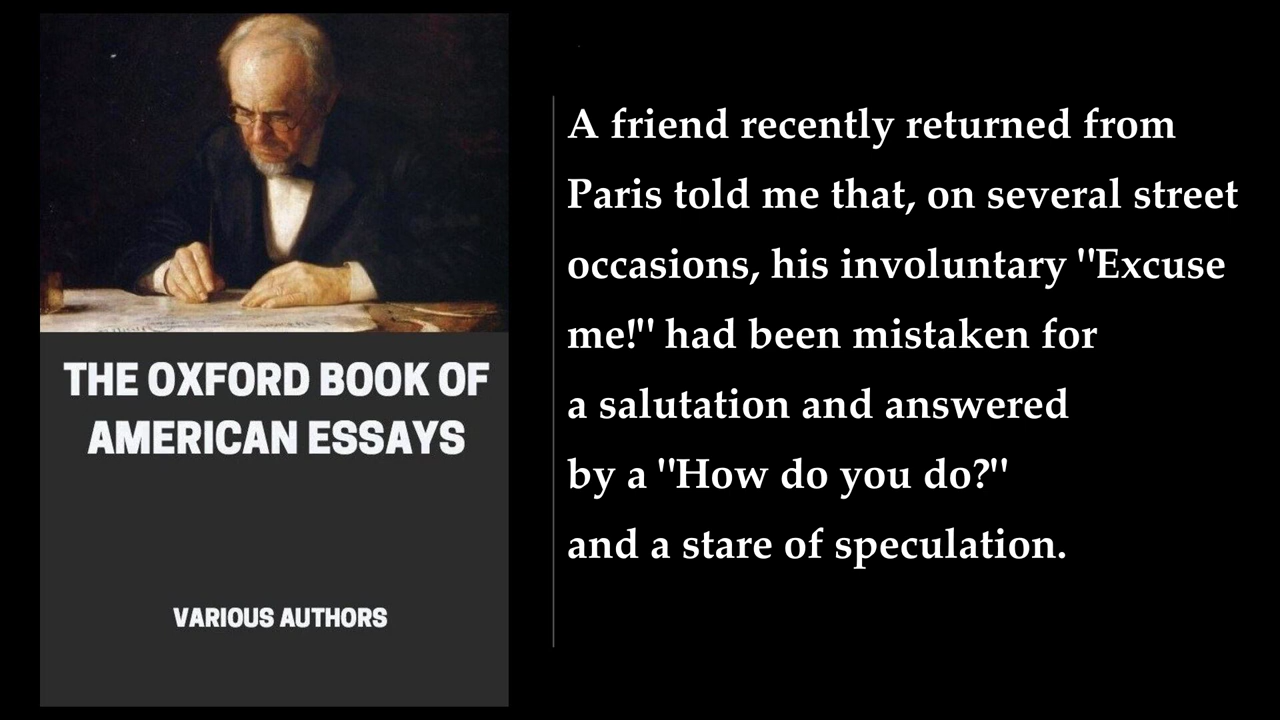 THE OXFORD BOOK OF
AMERICAN ESSAYS
VARIOUS AUTHORS
A friend recently returned from
Paris told me that, on several street
occasions, his involuntary "Excuse
me!" had been mistaken for
a salutation and answered
by a "How do you do?"
and a stare of speculation.